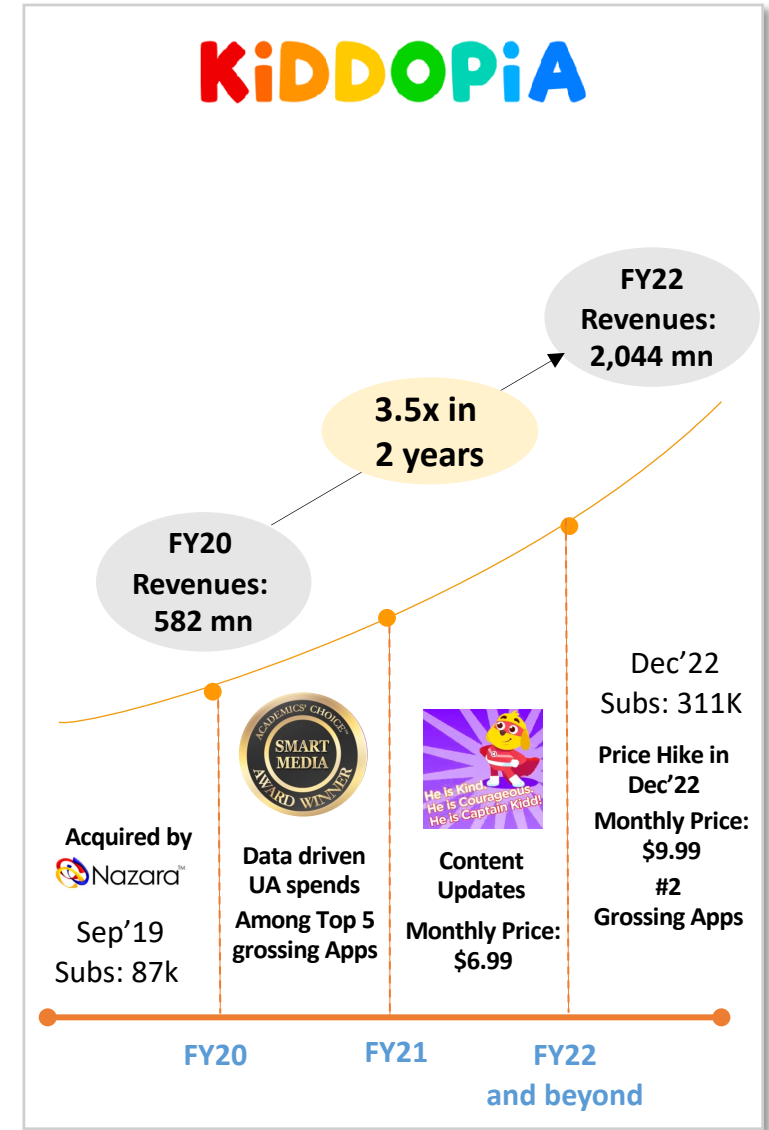 KiDDOPiA
FY22
Revenues:
2,044 mn
3.5x in
2 years
FY20
Revenues:
582 mn
Acquired by
Nazara™
Sep’19
Subs: 87k
ACADEMICS' CHOICE™
SMART
MEDIA
AWARD WINNER
Data driven
UA spends
Among Top 5
grossing Apps
He is Kind.
He is Courageous.
He is Captain Kidd!
Content
Updates
Monthly Price:
$6.99
Dec’22
Subs: 311K
Price Hike in
Dec’22
Monthly Price:
$9.99
#2
Grossing Apps
FY20
FY21
FY22
and beyond